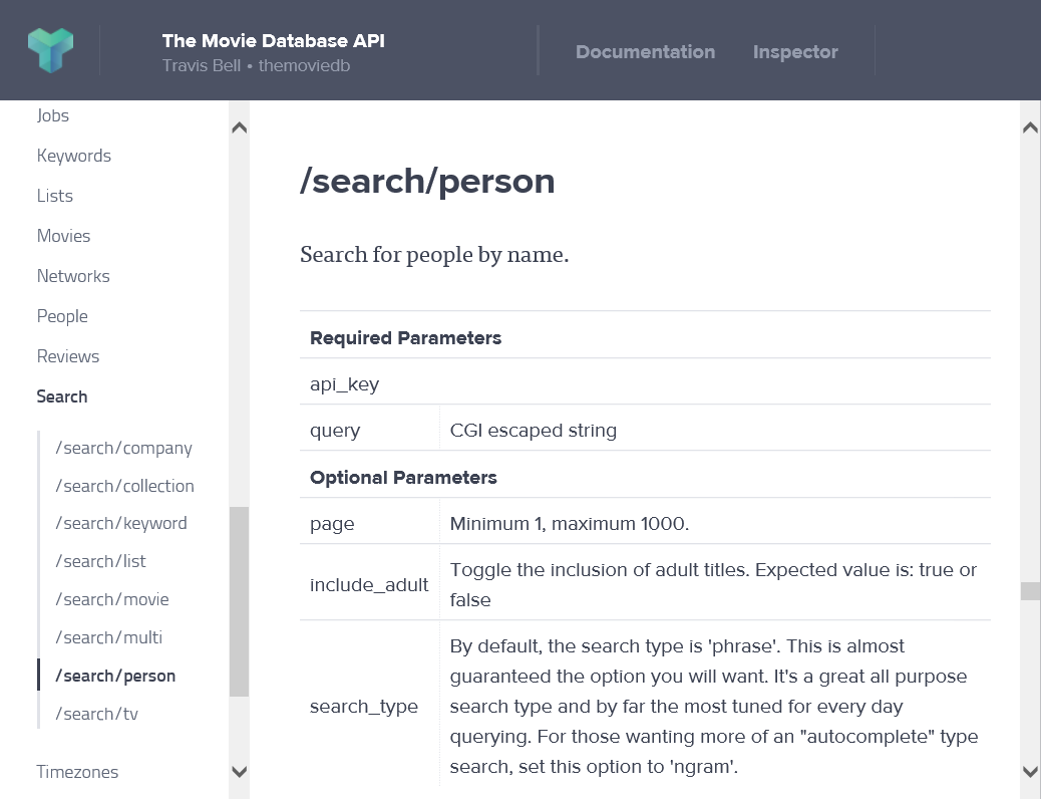 The Movie Database API
Travis Bell • themoviedb
Documentation
Inspector
Jobs
Keywords
Lists
Movies
Networks
People
Reviews
Search
/search/company
/search/collection
/search/keyword
/search/list
/search/movie
/search/multi
/search/person
/search/tv
Timezones
/search/person
Search for people by name.
Required Parameters
api_key
query CGI escaped string
Optional Parameters
page Minimum 1, maximum 1000.
include_adult Toggle the inclusion of adult titles. Expected value is: true or
false
search_type By default, the search type is 'phrase'. This is almost
guaranteed the option you will want. It's a great all purpose
search type and by far the most tuned for every day
querying. For those wanting more of an "autocomplete" type
search, set this option to 'ngram'.